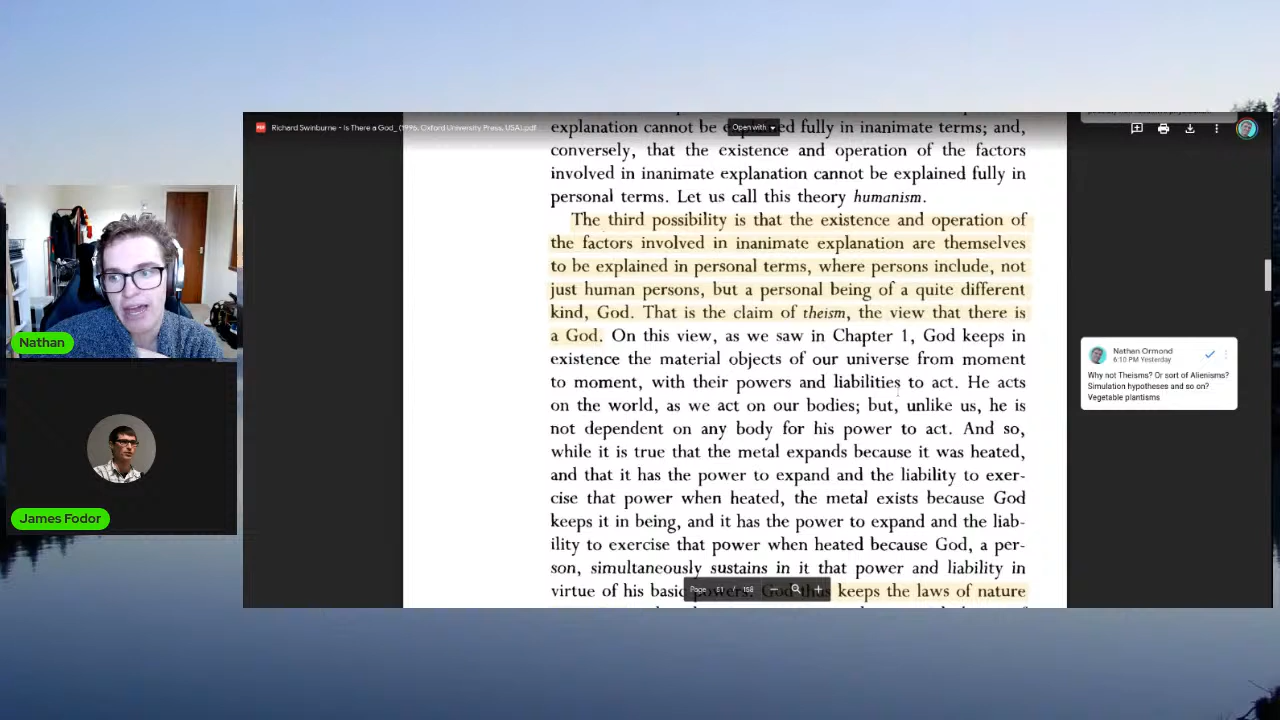 Richard Swinburne - Is There a God_ (1996, Oxford University Press, USA).pdf
Open with
explanation cannot be explained fully in inanimate terms; and,
conversely, that the existence and operation of the factors
involved in inanimate explanation cannot be explained fully in
personal terms. Let us call this theory humanism.
The third possibility is that the existence and operation of
the factors involved in inanimate explanation are themselves
to be explained in personal terms, where persons include, not
just human persons, but a personal being of a quite different
kind, God. That is the claim of theism, the view that there is
a God. On this view, as we saw in Chapter 1, God keeps in
existence the material objects of our universe from moment
to moment, with their powers and liabilities to act. He acts
on the world, as we act on our bodies; but, unlike us, he is
not dependent on any body for his power to act. And so,
while it is true that the metal expands because it was heated,
and that it has the power to expand and the liability to exer-
cise that power when heated, the metal exists because God
keeps it in being, and it has the power to expand and the liab-
ility to exercise that power when heated because God, a per-
son, simultaneously sustains in it that power and liability in
virtue of his basic powers. God thus keeps the laws of nature
Page 51 / 158
Nathan Ormond
6:10 PM Yesterday
Why not Theisms? Or sort of Alienisms?
Simulation hypotheses and so on?
Vegetable plantisms
Nathan
James Fodor